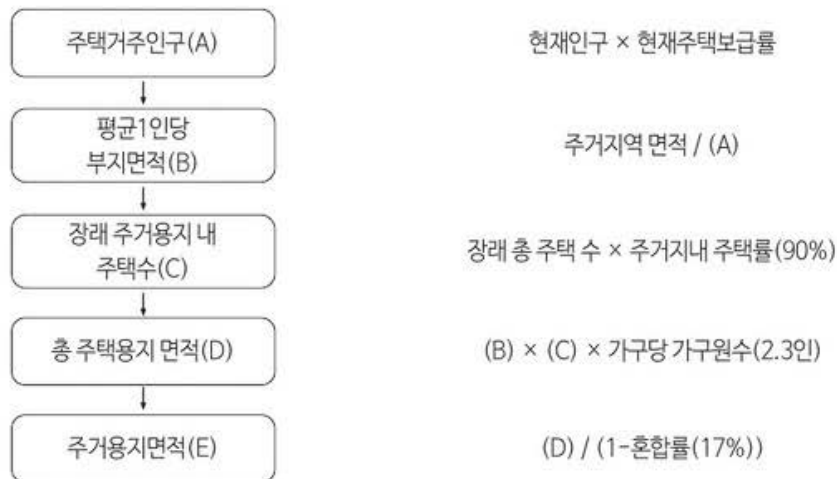 주택거주인구(A)
현재인구 × 현재주택보급률
평균1인당
부지면적(B)
주거지역 면적 / (A)
장래 주거용지 내
주택수(C)
장래 총 주택 수 × 주거지내 주택률(90%)
총 주택용지 면적(D)
(B) × (C) × 가구당 가구원수(2.3인)
주거용지면적(E)
(D) / (1-혼합률(17%))